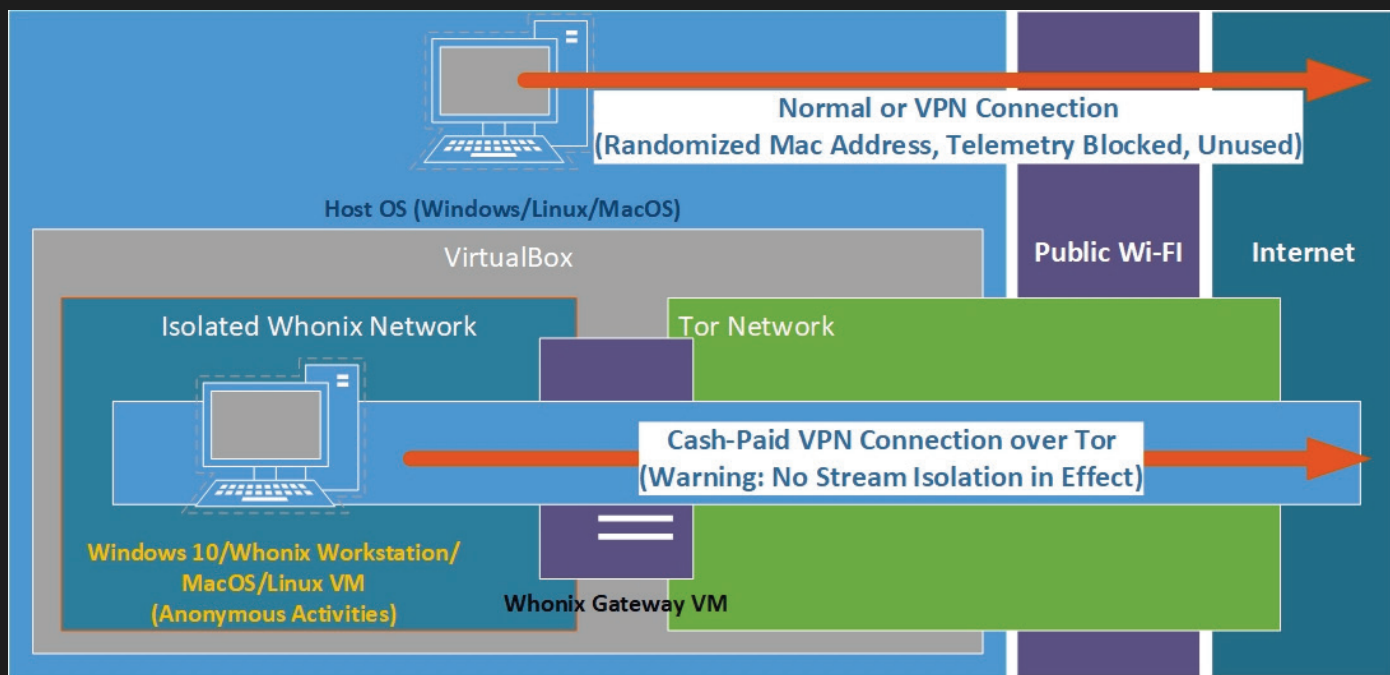 Normal or VPN Connection
(Randomized Mac Address, Telemetry Blocked, Unused)
Host OS (Windows/Linux/MacOS)
VirtualBox
Public Wi-FI
Internet
Isolated Whonix Network
Tor Network
Cash-Paid VPN Connection over Tor
(Warning: No Stream Isolation in Effect)
Windows 10/Whonix Workstation/
MacOS/Linux VM
(Anonymous Activities)
Whonix Gateway VM